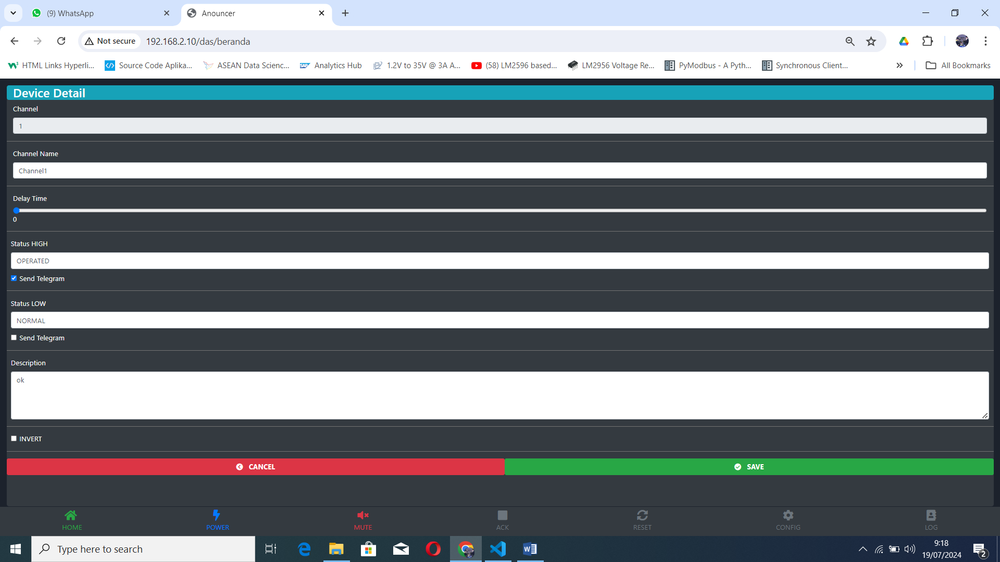 (9) WhatsApp
Anouncer
Not secure
192.168.2.10/das/beranda
HTML Links Hyperli...
Source Code Aplika...
ASEAN Data Scienc...
SAP
Analytics Hub
1.2V to 35V @ 3A A...
(58) LM2596 based...
LM2956 Voltage Re...
PyModbus - A Pyth...
Synchronous Client...
All Bookmarks
Device Detail
Channel
1
Channel Name
Channel1
Delay Time
0
Status HIGH
OPERATED
Send Telegram
Status LOW
NORMAL
Send Telegram
Description
ok
INVERT
CANCEL
SAVE
HOME
POWER
MUTE
ACK
RESET
CONFIG
LOG
Type here to search
9:18
19/07/2024
2